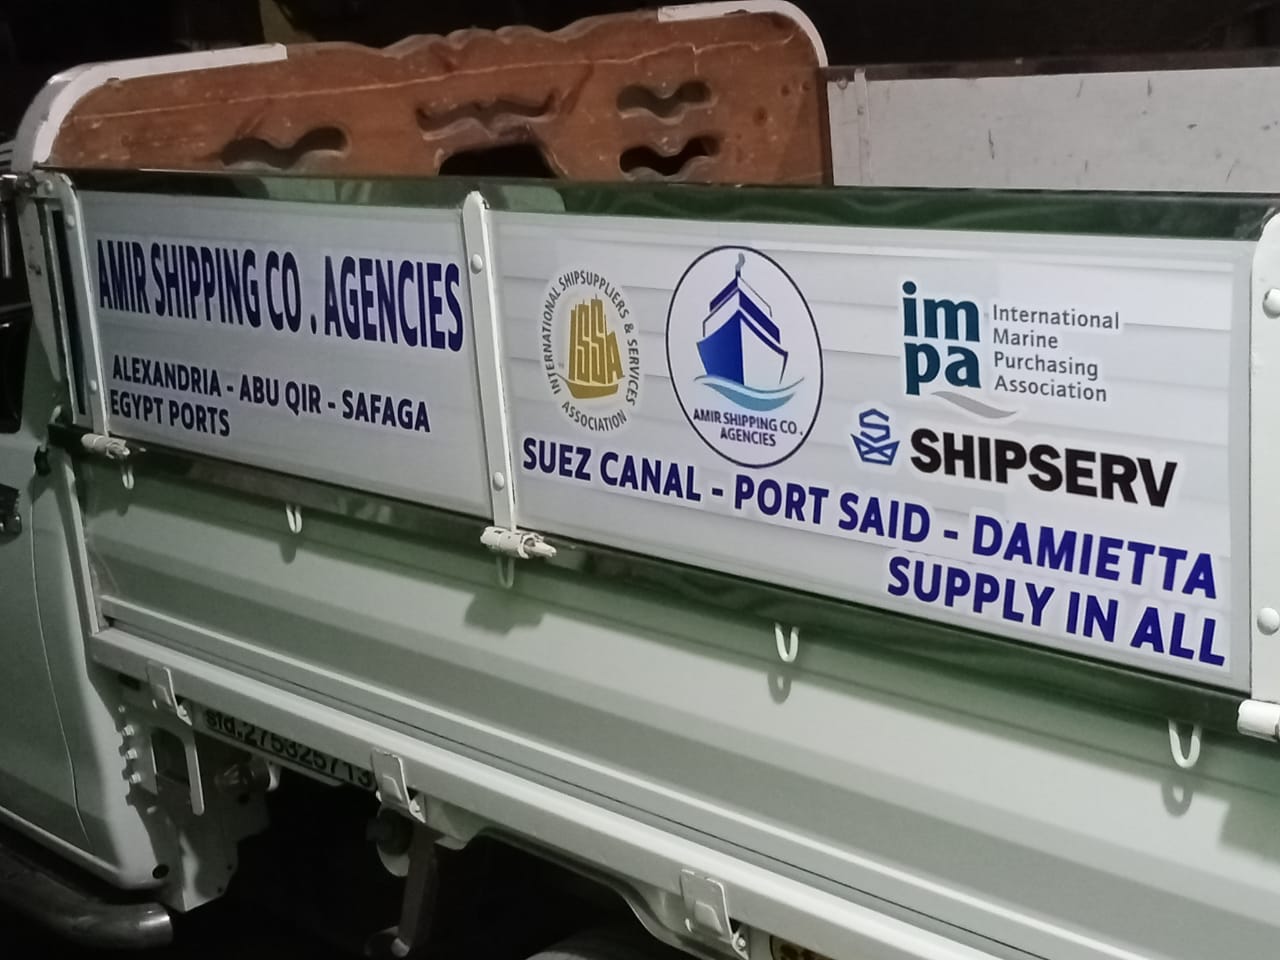 AMIR SHIPPING CO . AGENCIES
ALEXANDRIA - ABU QIR - SAFAGA
EGYPT PORTS
INTERNATIONAL SHIPSUPPLIERS & SERVICES
ASSOCIATION
ISSA
AMIR SHIPPING CO .
AGENCIES
impa
International
Marine
Purchasing
Association
SHIPSERV
SUEZ CANAL - PORT SAID - DAMIETTA
SUPPLY IN ALL